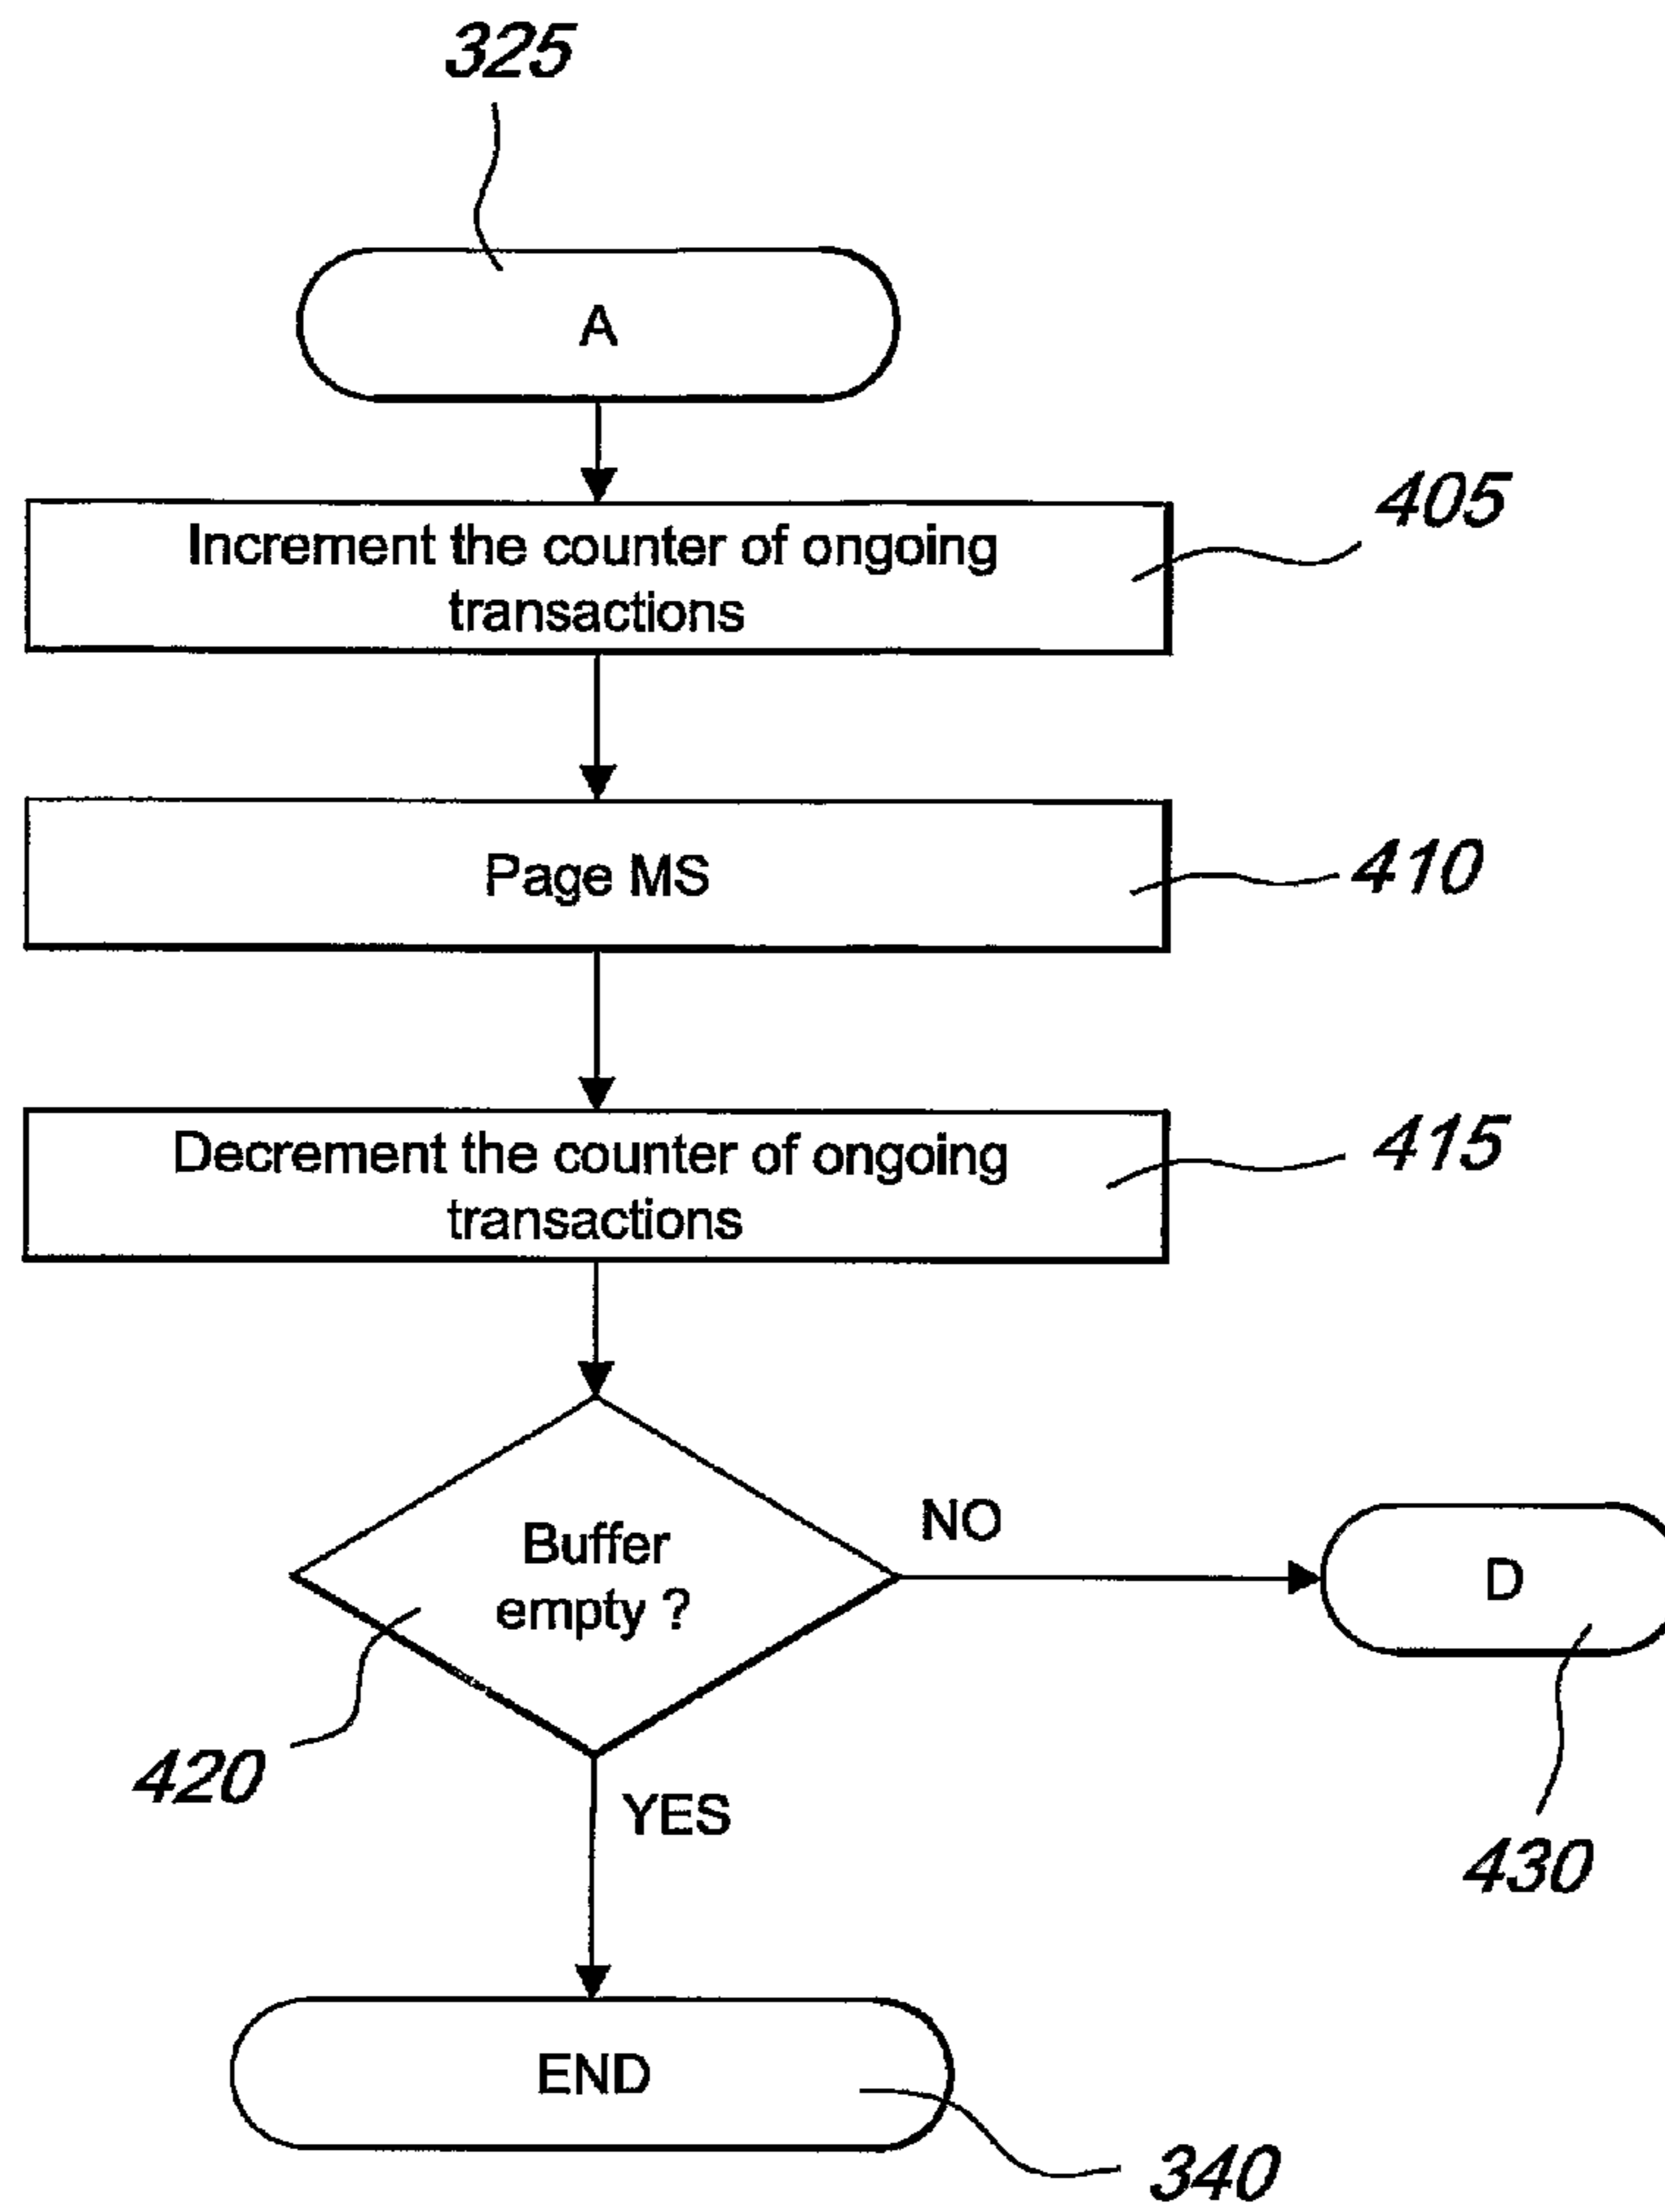 325
A
405
Increment the counter of ongoing
transactions
410
Page MS
415
Decrement the counter of ongoing
transactions
Buffer
empty ?
NO
D
420
YES
430
END
340